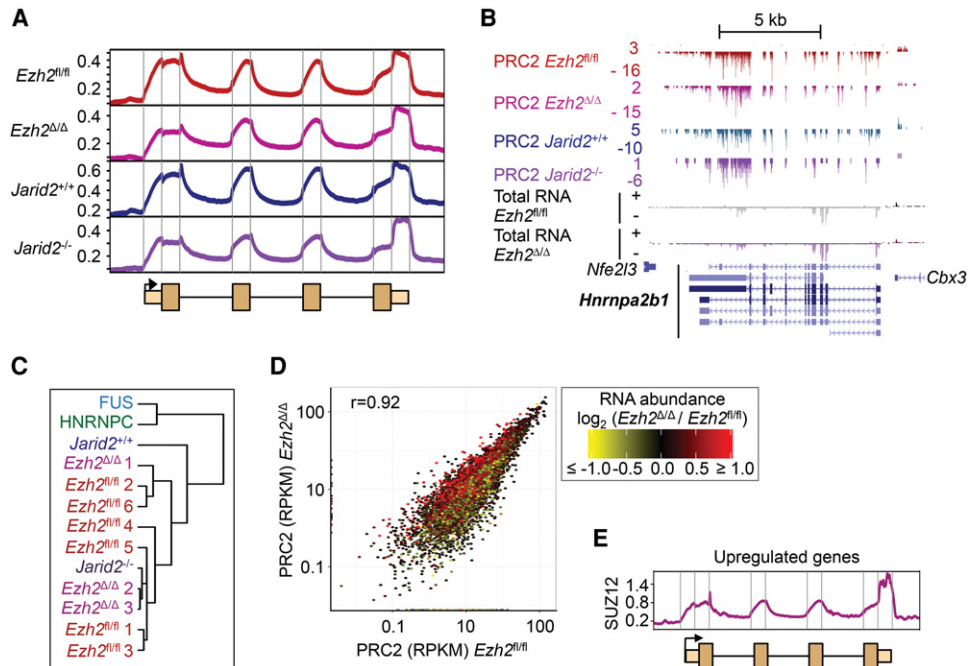 A
Ezh2fl/fl
0.4
0.2
Ezh2Δ/Δ
0.4
0.2
Jarid2+/+
0.6
0.4
0.2
Jarid2-/-
0.4
0.2
B
5 kb
PRC2 Ezh2fl/fl
3
- 16
PRC2 Ezh2Δ/Δ
2
- 15
PRC2 Jarid2+/+
5
-10
PRC2 Jarid2-/-
1
-6
Total RNA
Ezh2fl/fl
+
-
Total RNA
Ezh2Δ/Δ
+
-
Nfe2l3
Hnrnpa2b1
Cbx3
C
FUS
HNRNPC
Jarid2+/+
Ezh2Δ/Δ 1
Ezh2fl/fl 2
Ezh2fl/fl 6
Ezh2fl/fl 4
Ezh2fl/fl 5
Jarid2-/-
Ezh2Δ/Δ 2
Ezh2Δ/Δ 3
Ezh2fl/fl 1
Ezh2fl/fl 3
D
r=0.92
PRC2 (RPKM) Ezh2Δ/Δ
100
10
0.1
0.1
10
100
PRC2 (RPKM) Ezh2fl/fl
RNA abundance
log2 (Ezh2Δ/Δ / Ezh2fl/fl)
≤ -1.0 -0.5 0.0 0.5 ≥ 1.0
E
Upregulated genes
SUZ12
1.4
0.8
0.2